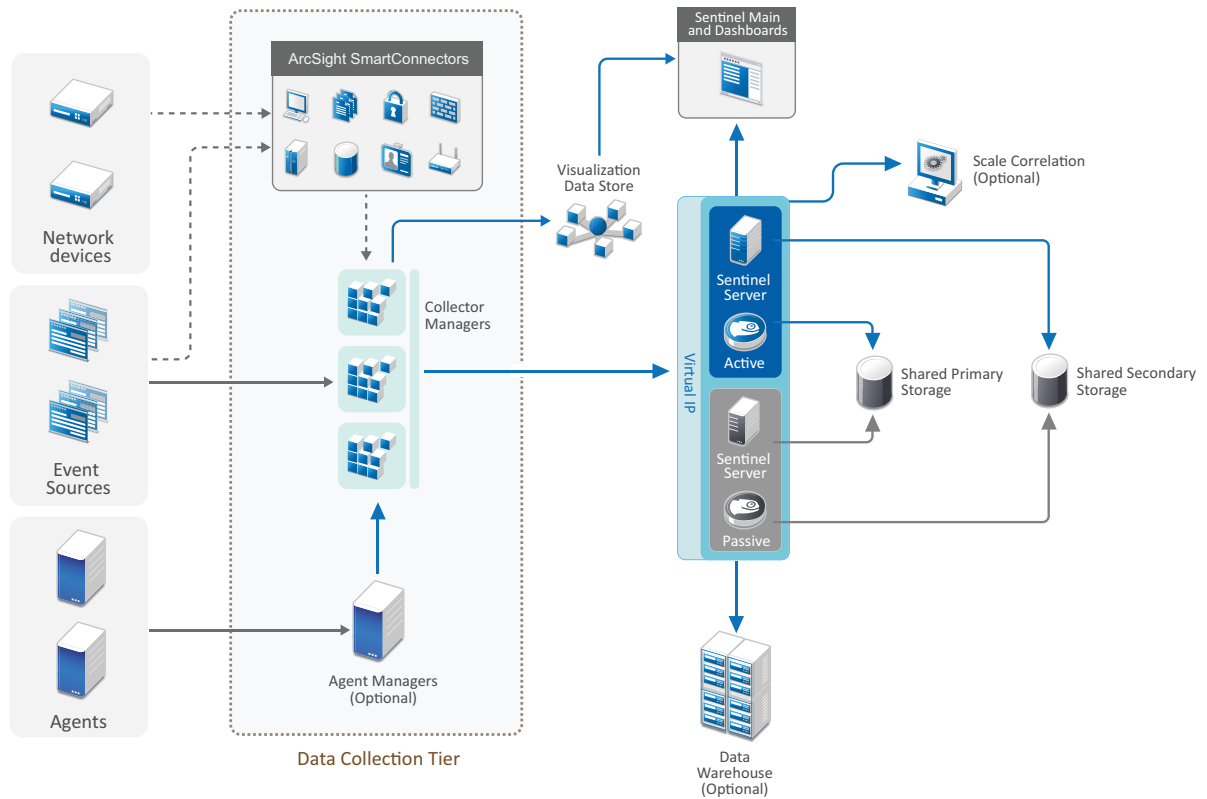 Network
devices
Event
Sources
Agents
ArcSight SmartConnectors
Collector
Managers
Agent Managers
(Optional)
Data Collection Tier
Visualization
Data Store
Sentinel Main
and Dashboards
Virtual IP
Sentinel
Server
Active
Sentinel
Server
Passive
Scale Correlation
(Optional)
Shared Primary
Storage
Shared Secondary
Storage
Data
Warehouse
(Optional)